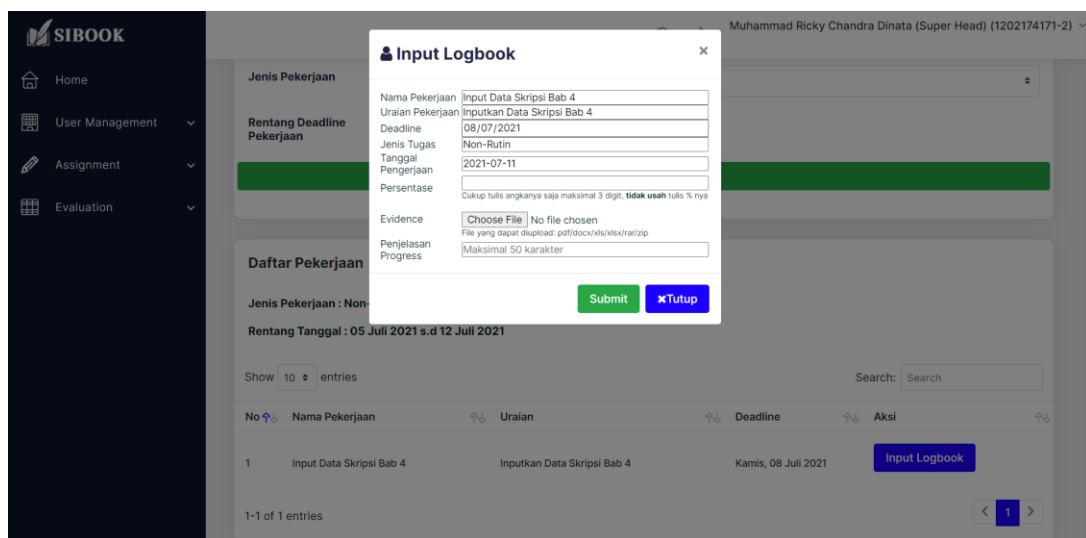 SIBOOK
Muhammad Ricky Chandra Dinata (Super Head) (1202174171-2)
Home
User Management
Assignment
Evaluation
Jenis Pekerjaan
Rentang Deadline
Pekerjaan
Input Logbook
×
Nama Pekerjaan Input Data Skripsi Bab 4
Uraian Pekerjaan Inputkan Data Skripsi Bab 4
Deadline 08/07/2021
Jenis Tugas Non-Rutin
Tanggal
Pengerjaan 2021-07-11
Persentase
Cukup tulis angkanya saja maksimal 3 digit, tidak usah tulis % nya
Evidence Choose File No file chosen
File yang dapat diupload: pdf/docx/xls/xlsx/rar/zip
Penjelasan
Progress Maksimal 50 karakter
Submit ×Tutup
Daftar Pekerjaan
Jenis Pekerjaan : Non-
Rentang Tanggal : 05 Juli 2021 s.d 12 Juli 2021
Show 10 entries Search: Search
No Nama Pekerjaan Uraian Deadline Aksi
1 Input Data Skripsi Bab 4 Inputkan Data Skripsi Bab 4 Kamis, 08 Juli 2021 Input Logbook
1-1 of 1 entries < 1 >